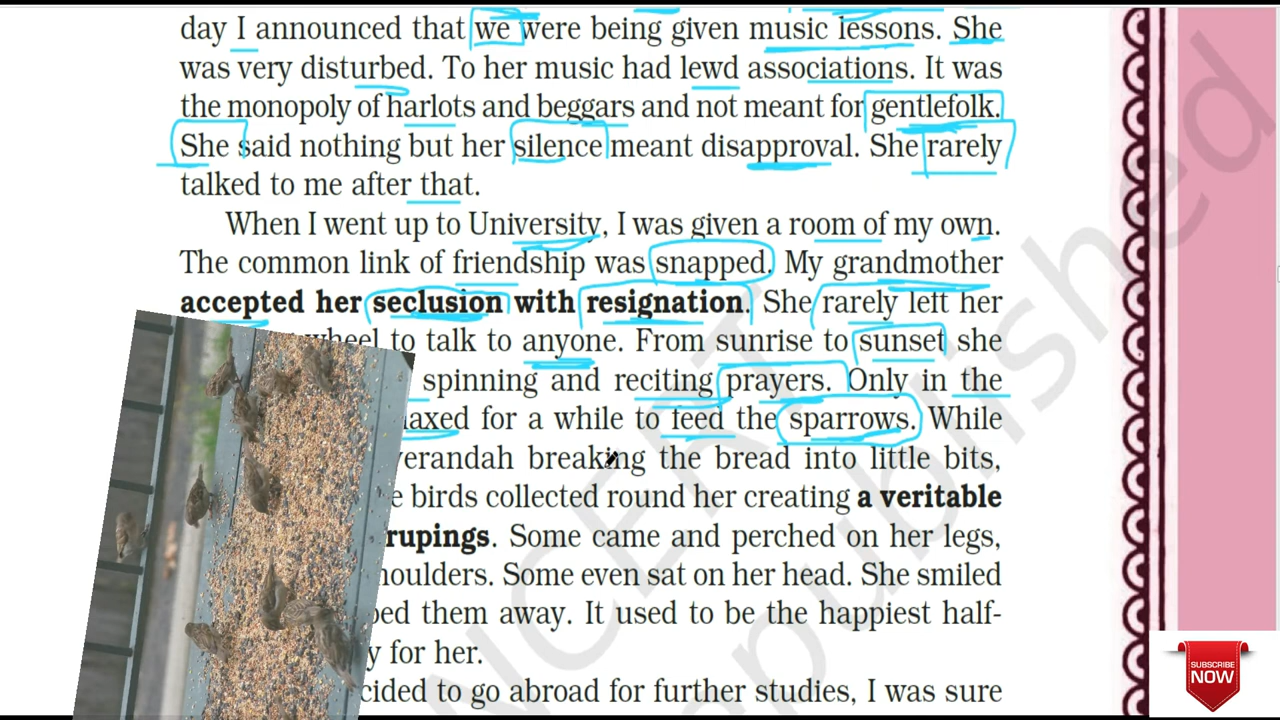 day I announced that we were being given music lessons. She
was very disturbed. To her music had lewd associations. It was
the monopoly of harlots and beggars and not meant for gentlefolk.
She said nothing but her silence meant disapproval. She rarely
talked to me after that.
When I went up to University, I was given a room of my own.
The common link of friendship was snapped. My grandmother
accepted her seclusion with resignation. She rarely left her
wheel to talk to anyone. From sunrise to sunset she
spinning and reciting prayers. Only in the
laxed for a while to feed the sparrows. While
verandah breaking the bread into little bits,
e birds collected round her creating a veritable
rupings. Some came and perched on her legs,
houlders. Some even sat on her head. She smiled
ped them away. It used to be the happiest half-
y for her.
cided to go abroad for further studies, I was sure
NCERT
published
SUBSCRIBE
NOW